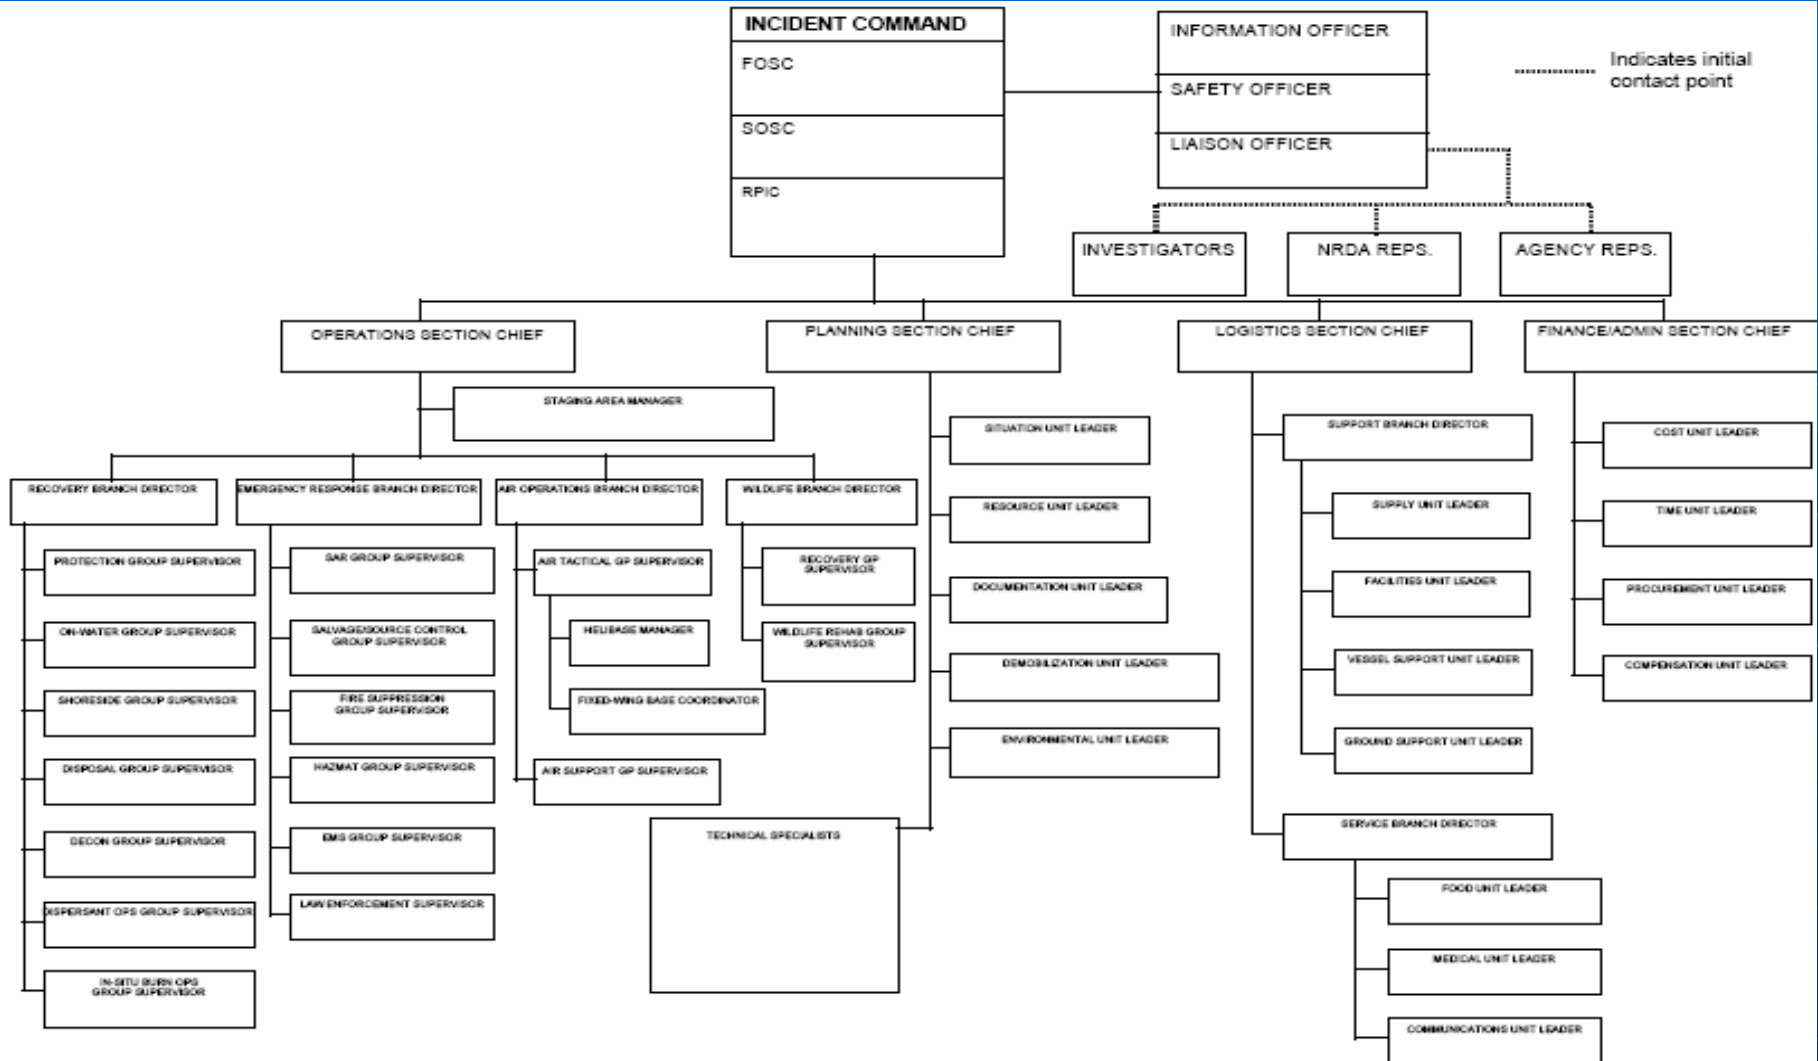 INCIDENT COMMAND
FOSC
SOSC
RPIC
INFORMATION OFFICER
SAFETY OFFICER
LIAISON OFFICER
Indicates initial
contact point
INVESTIGATORS
NRDA REPS.
AGENCY REPS.
OPERATIONS SECTION CHIEF
PLANNING SECTION CHIEF
LOGISTICS SECTION CHIEF
FINANCE/ADMIN SECTION CHIEF
STAGING AREA MANAGER
RECOVERY BRANCH DIRECTOR
EMERGENCY RESPONSE BRANCH DIRECTOR
AIR OPERATIONS BRANCH DIRECTOR
WILDLIFE BRANCH DIRECTOR
PROTECTION GROUP SUPERVISOR
ON-WATER GROUP SUPERVISOR
SHORESIDE GROUP SUPERVISOR
DISPOSAL GROUP SUPERVISOR
DECON GROUP SUPERVISOR
DISPERSANT OPS GROUP SUPERVISOR
IN-SITU BURN OPS
GROUP SUPERVISOR
SAR GROUP SUPERVISOR
SALVAGE/SOURCE CONTROL
GROUP SUPERVISOR
FIRE SUPPRESSION
GROUP SUPERVISOR
HAZMAT GROUP SUPERVISOR
EMS GROUP SUPERVISOR
LAW ENFORCEMENT SUPERVISOR
AIR TACTICAL GP SUPERVISOR
HELIBASE MANAGER
FIXED-WING BASE COORDINATOR
AIR SUPPORT GP SUPERVISOR
RECOVERY GP
SUPERVISOR
WILDLIFE REHAB GROUP
SUPERVISOR
SITUATION UNIT LEADER
RESOURCE UNIT LEADER
DOCUMENTATION UNIT LEADER
DEMOBILIZATION UNIT LEADER
ENVIRONMENTAL UNIT LEADER
TECHNICAL SPECIALISTS
SUPPORT BRANCH DIRECTOR
SUPPLY UNIT LEADER
FACILITIES UNIT LEADER
VESSEL SUPPORT UNIT LEADER
GROUND SUPPORT UNIT LEADER
SERVICE BRANCH DIRECTOR
FOOD UNIT LEADER
MEDICAL UNIT LEADER
COMMUNICATIONS UNIT LEADER
COST UNIT LEADER
TIME UNIT LEADER
PROCUREMENT UNIT LEADER
COMPENSATION UNIT LEADER